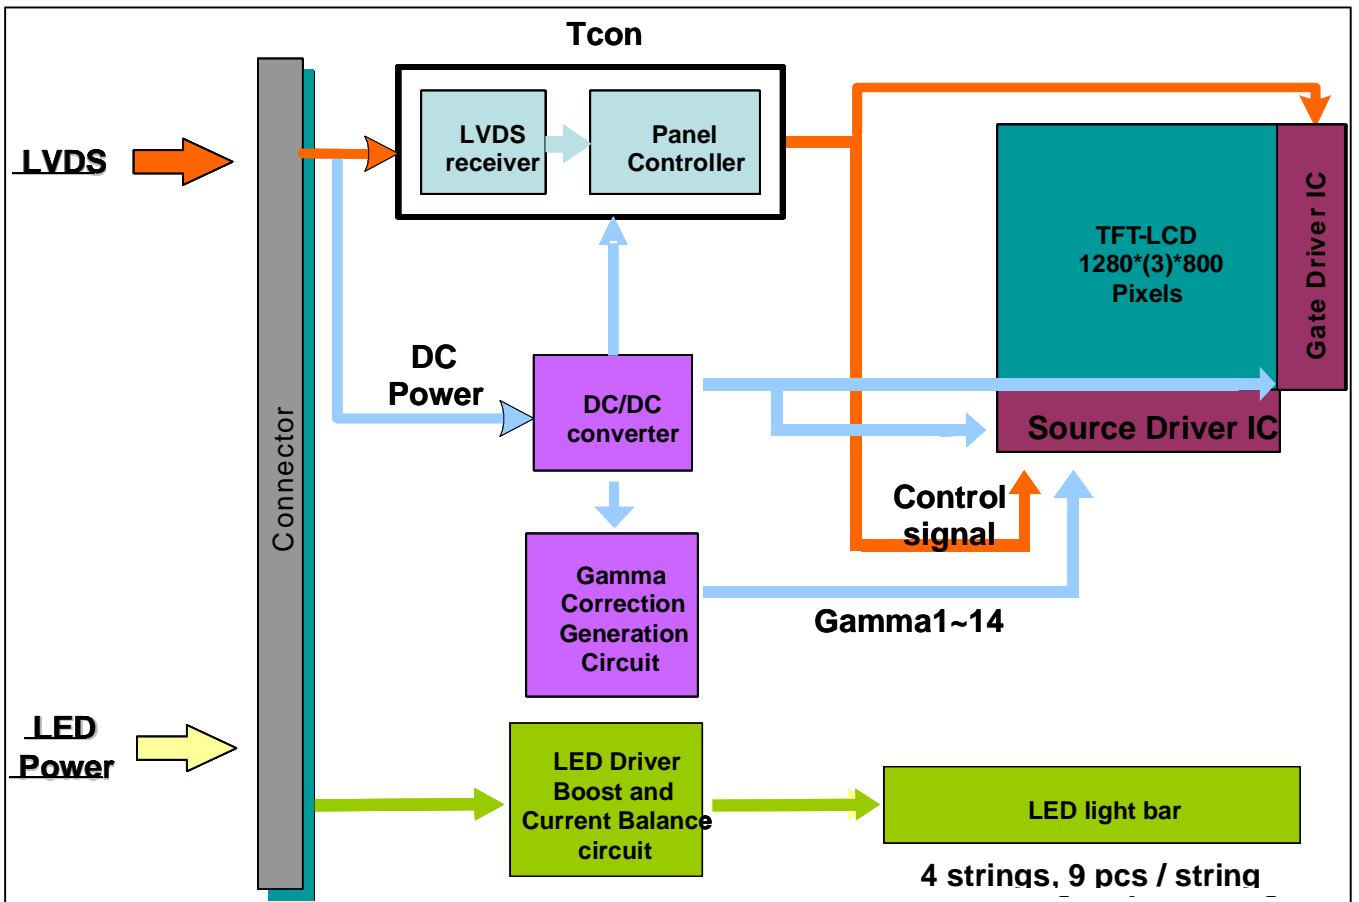 Tcon
LVDS
LVDS
receiver
Panel
Controller
TFT-LCD
1280*(3)*800
Pixels
Gate Driver IC
DC
Power
DC/DC
converter
Source Driver IC
Connector
Control
signal
Gamma
Correction
Generation
Circuit
Gamma1~14
LED
Power
LED Driver
Boost and
Current Balance
circuit
LED light bar
4 strings, 9 pcs / string